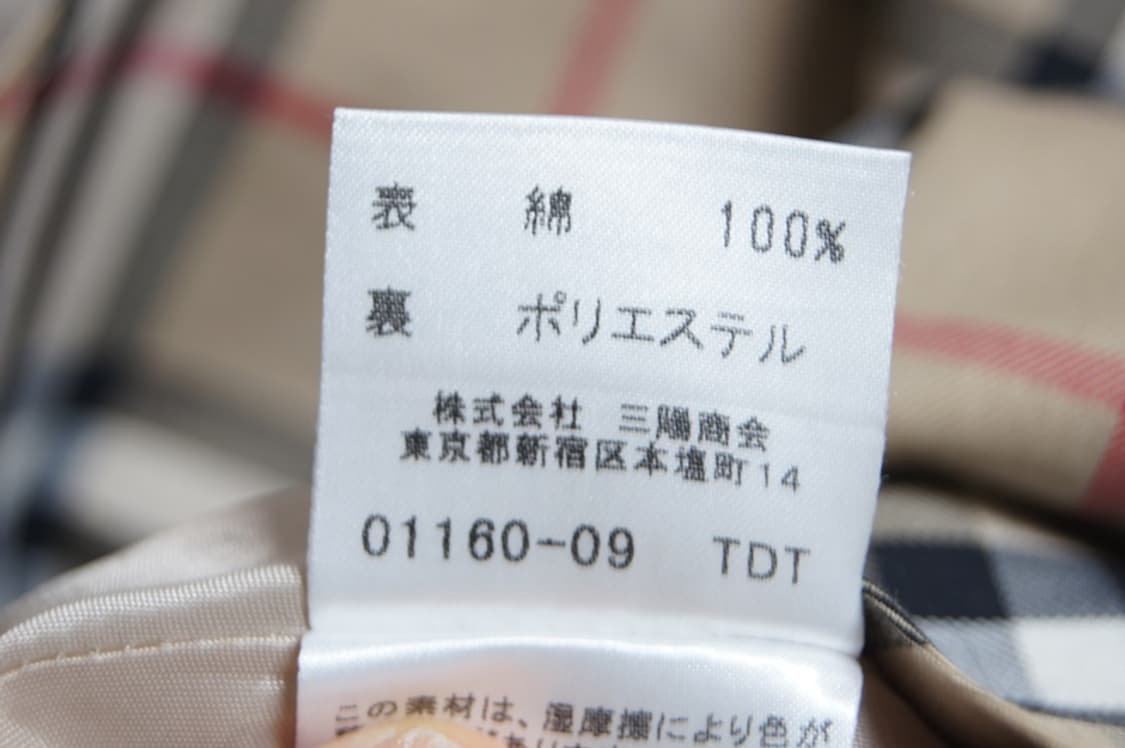 表 綿 100%
裏 ポリエステル
株式会社 三陽商会
東京都新宿区本塩町14
01160-09 TDT
この素材は、湿摩擦により色が